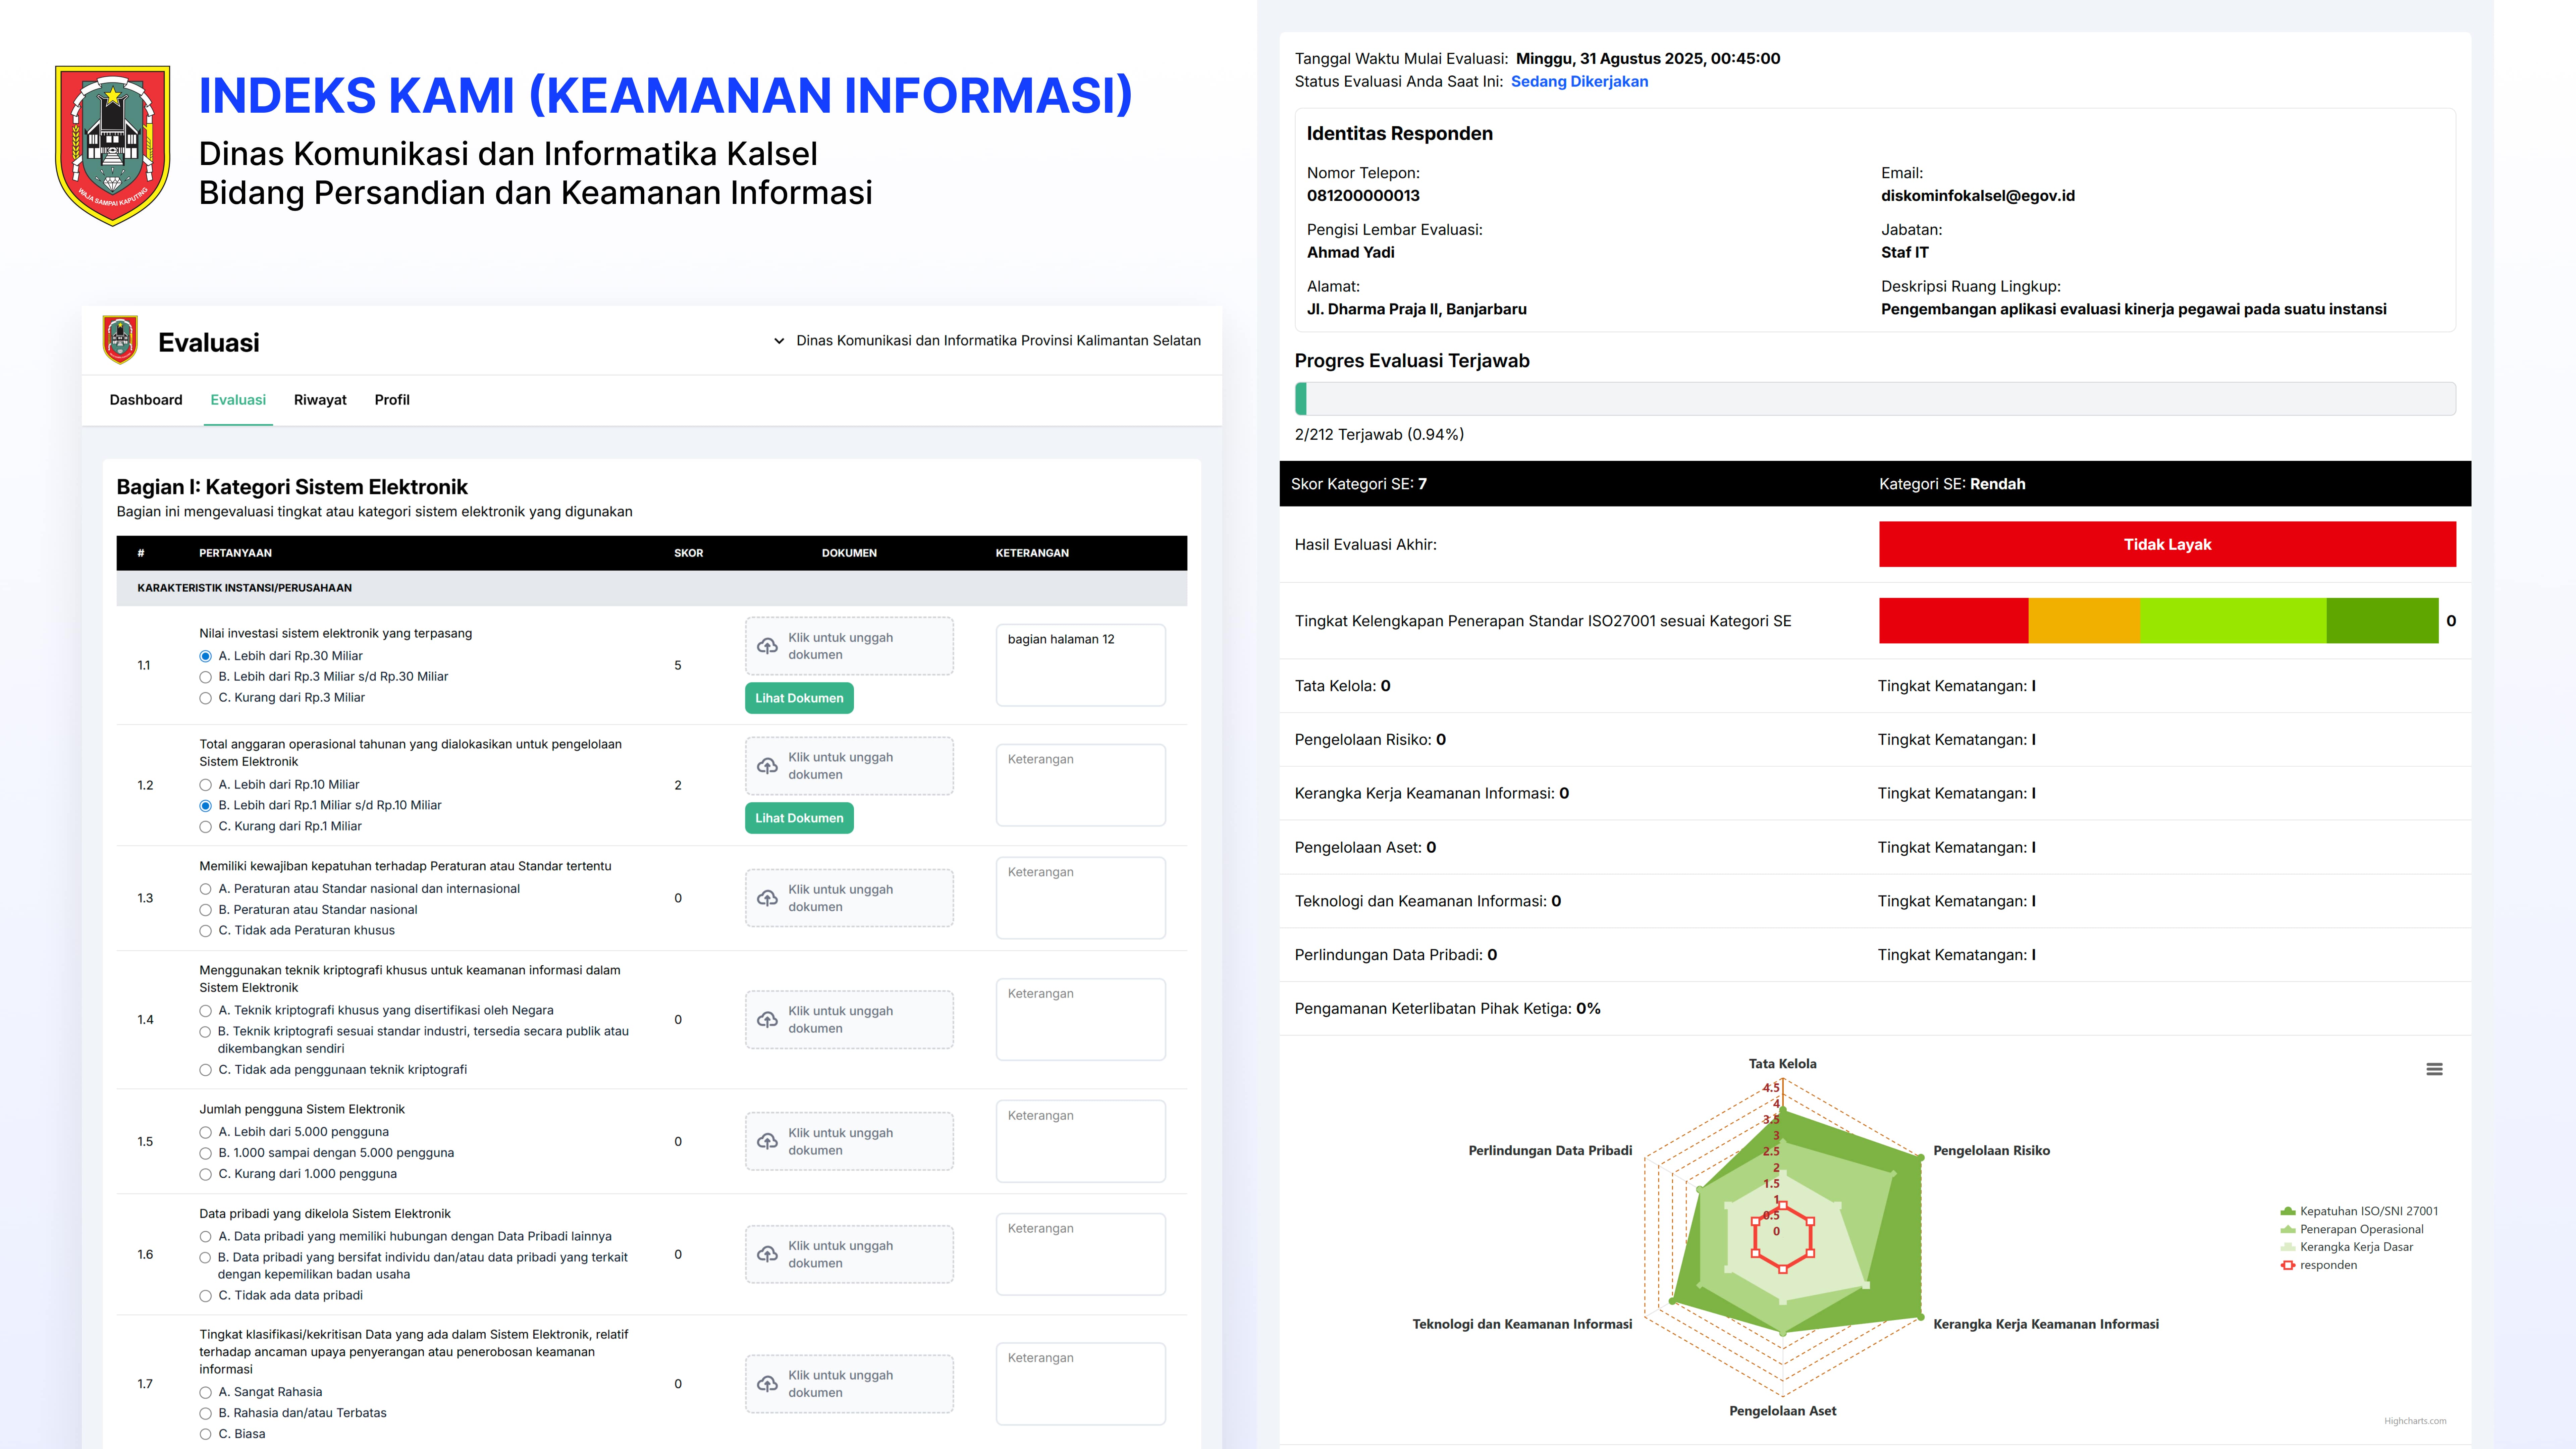 WAJA SAMPAI KAPUTING
INDEKS KAMI (KEAMANAN INFORMASI)
Dinas Komunikasi dan Informatika Kalsel
Bidang Persandian dan Keamanan Informasi
Evaluasi
Dinas Komunikasi dan Informatika Provinsi Kalimantan Selatan
Dashboard Evaluasi Riwayat Profil
Bagian I: Kategori Sistem Elektronik
Bagian ini mengevaluasi tingkat atau kategori sistem elektronik yang digunakan
# PERTANYAAN SKOR DOKUMEN KETERANGAN
KARAKTERISTIK INSTANSI/PERUSAHAAN
1.1
Nilai investasi sistem elektronik yang terpasang
A. Lebih dari Rp.30 Miliar
B. Lebih dari Rp.3 Miliar s/d Rp.30 Miliar
C. Kurang dari Rp.3 Miliar
5
Klik untuk unggah
dokumen
Lihat Dokumen
bagian halaman 12
1.2
Total anggaran operasional tahunan yang dialokasikan untuk pengelolaan
Sistem Elektronik
A. Lebih dari Rp.10 Miliar
B. Lebih dari Rp.1 Miliar s/d Rp.10 Miliar
C. Kurang dari Rp.1 Miliar
2
Klik untuk unggah
dokumen
Lihat Dokumen
Keterangan
1.3
Memiliki kewajiban kepatuhan terhadap Peraturan atau Standar tertentu
A. Peraturan atau Standar nasional dan internasional
B. Peraturan atau Standar nasional
C. Tidak ada Peraturan khusus
0
Klik untuk unggah
dokumen
Keterangan
1.4
Menggunakan teknik kriptografi khusus untuk keamanan informasi dalam
Sistem Elektronik
A. Teknik kriptografi khusus yang disertifikasi oleh Negara
B. Teknik kriptografi sesuai standar industri, tersedia secara publik atau
dikembangkan sendiri
C. Tidak ada penggunaan teknik kriptografi
0
Klik untuk unggah
dokumen
Keterangan
1.5
Jumlah pengguna Sistem Elektronik
A. Lebih dari 5.000 pengguna
B. 1.000 sampai dengan 5.000 pengguna
C. Kurang dari 1.000 pengguna
0
Klik untuk unggah
dokumen
Keterangan
1.6
Data pribadi yang dikelola Sistem Elektronik
A. Data pribadi yang memiliki hubungan dengan Data Pribadi lainnya
B. Data pribadi yang bersifat individu dan/atau data pribadi yang terkait
dengan kepemilikan badan usaha
C. Tidak ada data pribadi
0
Klik untuk unggah
dokumen
Keterangan
1.7
Tingkat klasifikasi/kekritisan Data yang ada dalam Sistem Elektronik, relatif
terhadap ancaman upaya penyerangan atau penerobosan keamanan
informasi
A. Sangat Rahasia
B. Rahasia dan/atau Terbatas
C. Biasa
0
Klik untuk unggah
dokumen
Keterangan
Tanggal Waktu Mulai Evaluasi: Minggu, 31 Agustus 2025, 00:45:00
Status Evaluasi Anda Saat Ini: Sedang Dikerjakan
Identitas Responden
Nomor Telepon:
081200000013
Email:
diskominfokalsel@egov.id
Pengisi Lembar Evaluasi:
Ahmad Yadi
Jabatan:
Staf IT
Alamat:
Jl. Dharma Praja II, Banjarbaru
Deskripsi Ruang Lingkup:
Pengembangan aplikasi evaluasi kinerja pegawai pada suatu instansi
Progres Evaluasi Terjawab
2/212 Terjawab (0.94%)
Skor Kategori SE: 7 Kategori SE: Rendah
Hasil Evaluasi Akhir: Tidak Layak
Tingkat Kelengkapan Penerapan Standar ISO27001 sesuai Kategori SE 0
Tata Kelola: 0 Tingkat Kematangan: I
Pengelolaan Risiko: 0 Tingkat Kematangan: I
Kerangka Kerja Keamanan Informasi: 0 Tingkat Kematangan: I
Pengelolaan Aset: 0 Tingkat Kematangan: I
Teknologi dan Keamanan Informasi: 0 Tingkat Kematangan: I
Perlindungan Data Pribadi: 0 Tingkat Kematangan: I
Pengamanan Keterlibatan Pihak Ketiga: 0%
Tata Kelola
4.5
4
3.5
3
2.5
2
1.5
1
0.5
0
Perlindungan Data Pribadi
Pengelolaan Risiko
Teknologi dan Keamanan Informasi
Kerangka Kerja Keamanan Informasi
Pengelolaan Aset
Kepatuhan ISO/SNI 27001
Penerapan Operasional
Kerangka Kerja Dasar
responden
Highcharts.com